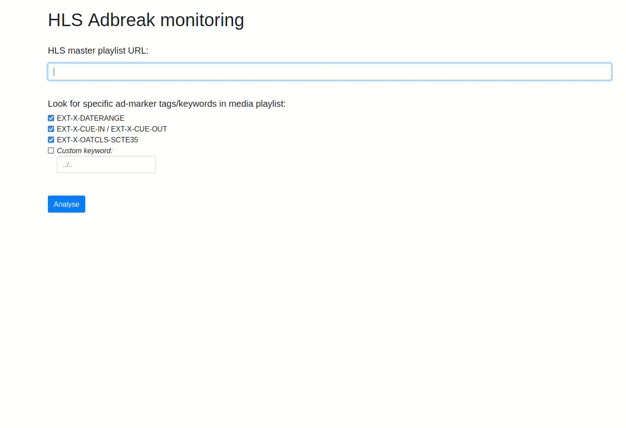 HLS Adbreak monitoring
HLS master playlist URL:
Look for specific ad-marker tags/keywords in media playlist:
EXT-X-DATERANGE
EXT-X-CUE-IN / EXT-X-CUE-OUT
EXT-X-OATCLS-SCTE35
Custom keyword:
../..
Analyse